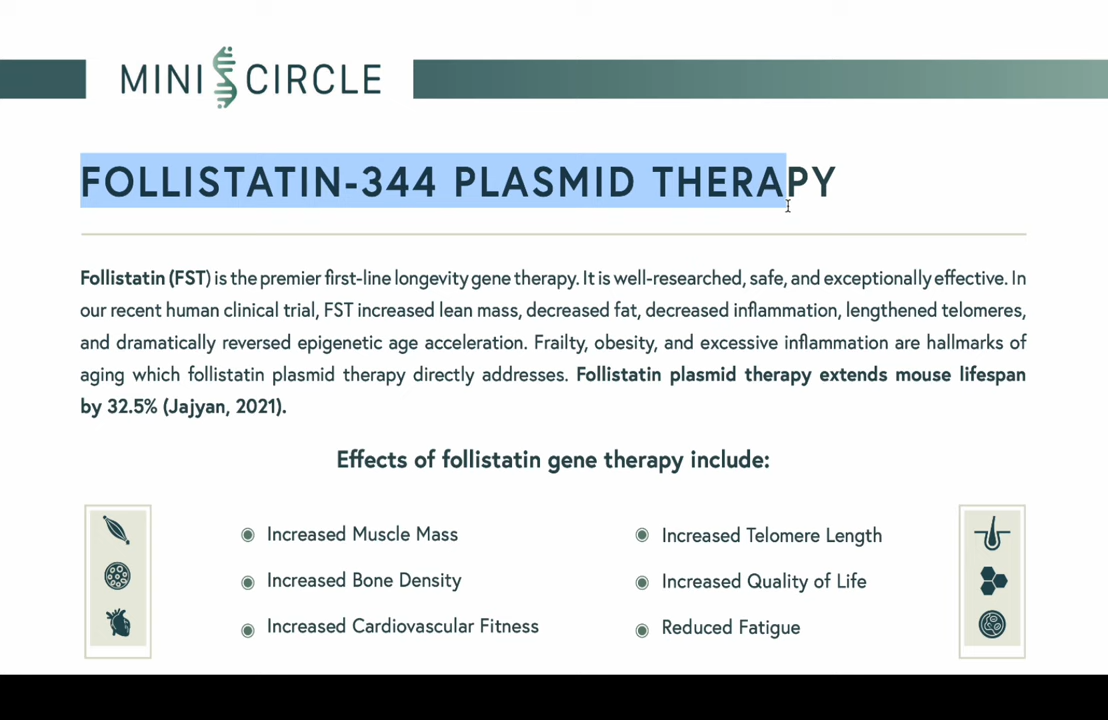 MINI CIRCLE
FOLLISTATIN-344 PLASMID THERAPY
Follistatin (FST) is the premier first-line longevity gene therapy. It is well-researched, safe, and exceptionally effective. In
our recent human clinical trial, FST increased lean mass, decreased fat, decreased inflammation, lengthened telomeres,
and dramatically reversed epigenetic age acceleration. Frailty, obesity, and excessive inflammation are hallmarks of
aging which follistatin plasmid therapy directly addresses. Follistatin plasmid therapy extends mouse lifespan
by 32.5% (Jajyan, 2021).
Effects of follistatin gene therapy include:
Increased Muscle Mass
Increased Bone Density
Increased Cardiovascular Fitness
Increased Telomere Length
Increased Quality of Life
Reduced Fatigue